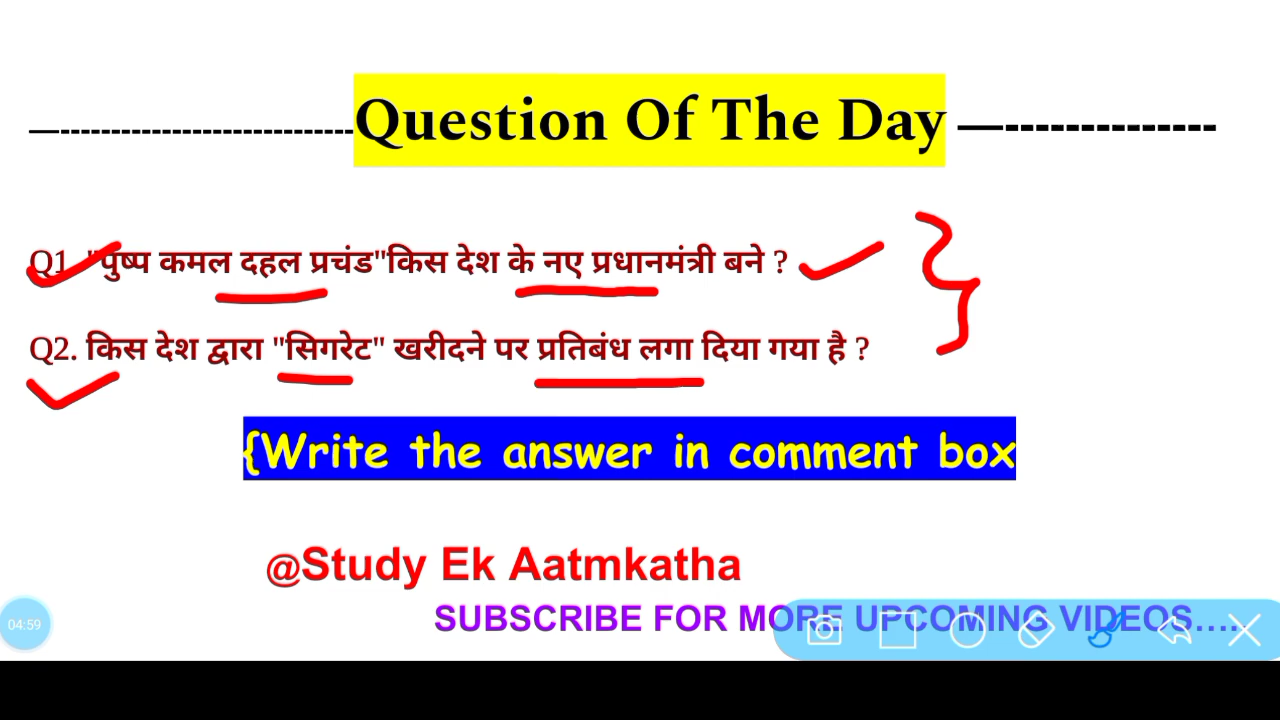 —-----------------------------Question Of The Day —--------------
Q1. "पुष्प कमल दहल प्रचंड"किस देश के नए प्रधानमंत्री बने ?
Q2. किस देश द्वारा "सिगरेट" खरीदने पर प्रतिबंध लगा दिया गया है ?
{Write the answer in comment box
@Study Ek Aatmkatha
SUBSCRIBE FOR MORE UPCOMING VIDEOS.....
04:59